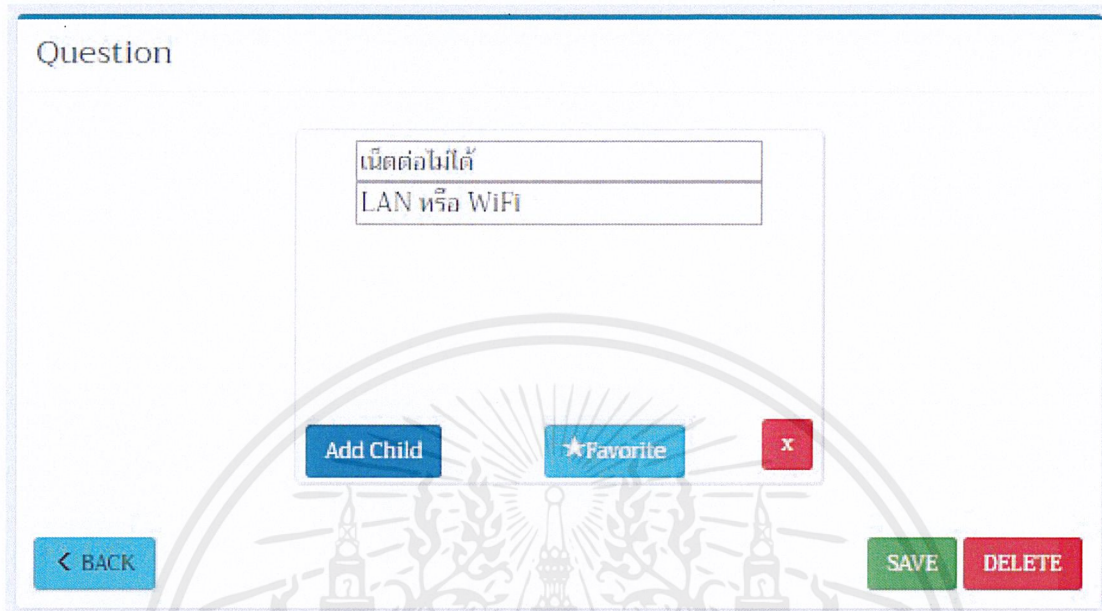 Question
เน็ตต่อไม่ได้
LAN หรือ WiFi
Add Child
★Favorite
x
< BACK
SAVE
DELETE